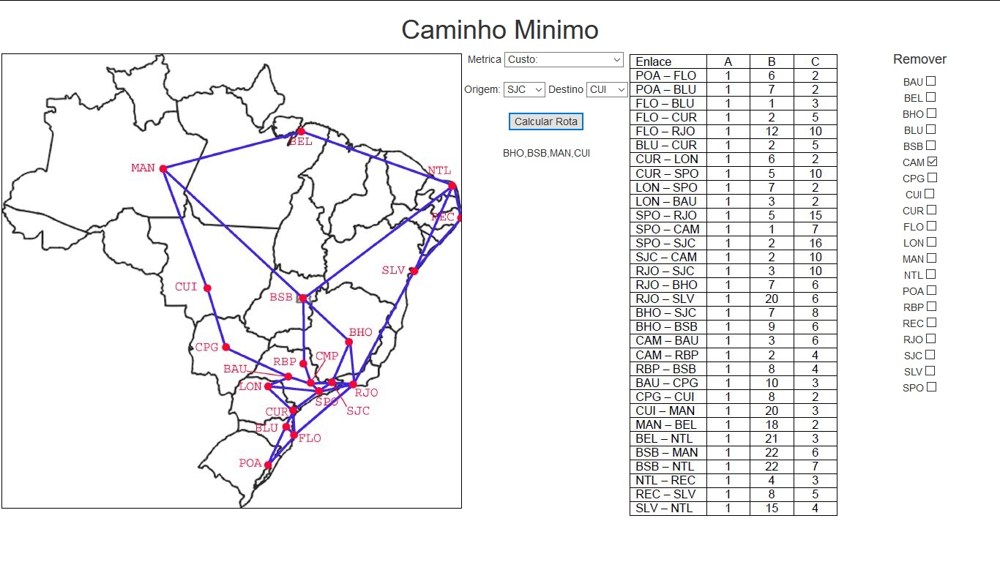 Caminho Minimo
BEL
MAN
NTL
REC
SLV
CUI
BSB
BHO
CPG
RBP
CMP
BAU
LON
RJO
SPO
CUR
SJC
BLU
FLO
POA
Metrica Custo:
Origem: SJC Destino CUI
Calcular Rota
BHO,BSB,MAN,CUI
Enlace A B C
POA – FLO 1 6 2
POA – BLU 1 7 2
FLO – BLU 1 1 3
FLO – CUR 1 2 5
FLO – RJO 1 12 10
BLU – CUR 1 2 5
CUR – LON 1 6 2
CUR – SPO 1 5 10
LON – SPO 1 7 2
LON – BAU 1 3 2
SPO – RJO 1 5 15
SPO – CAM 1 1 7
SPO – SJC 1 2 16
SJC – CAM 1 2 10
RJO – SJC 1 3 10
RJO – BHO 1 7 6
RJO – SLV 1 20 6
BHO – SJC 1 7 8
BHO – BSB 1 9 6
CAM – BAU 1 3 6
CAM – RBP 1 2 4
RBP – BSB 1 8 4
BAU – CPG 1 10 3
CPG – CUI 1 8 2
CUI – MAN 1 20 3
MAN – BEL 1 18 2
BEL – NTL 1 21 3
BSB – MAN 1 22 6
BSB – NTL 1 22 7
NTL – REC 1 4 3
REC – SLV 1 8 5
SLV – NTL 1 15 4
Remover
BAU
BEL
BHO
BLU
BSB
CAM
CPG
CUI
CUR
FLO
LON
MAN
NTL
POA
RBP
REC
RJO
SJC
SLV
SPO